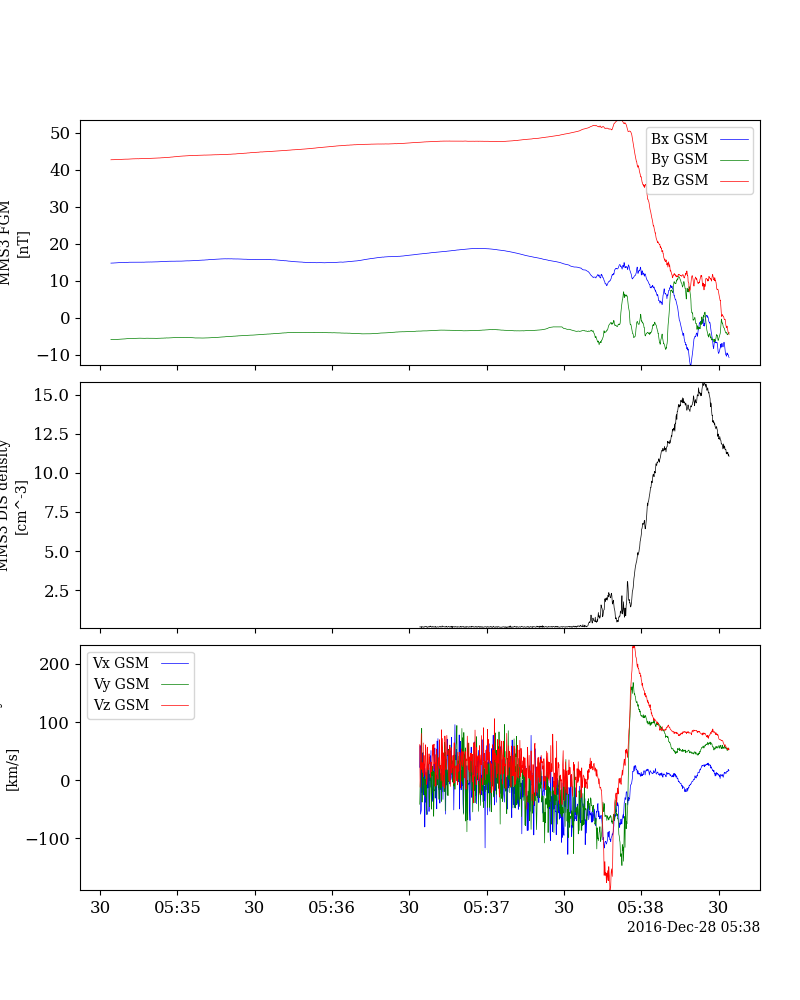 MMS3 FGM
[nT]
50
40
30
20
10
0
−10
Bx GSM
By GSM
Bz GSM
MMS3 DIS density
[cm^-3]
15.0
12.5
10.0
7.5
5.0
2.5
[km/s]
200
100
0
−100
Vx GSM
Vy GSM
Vz GSM
30 05:35 30 05:36 30 05:37 30 05:38 30
2016-Dec-28 05:38